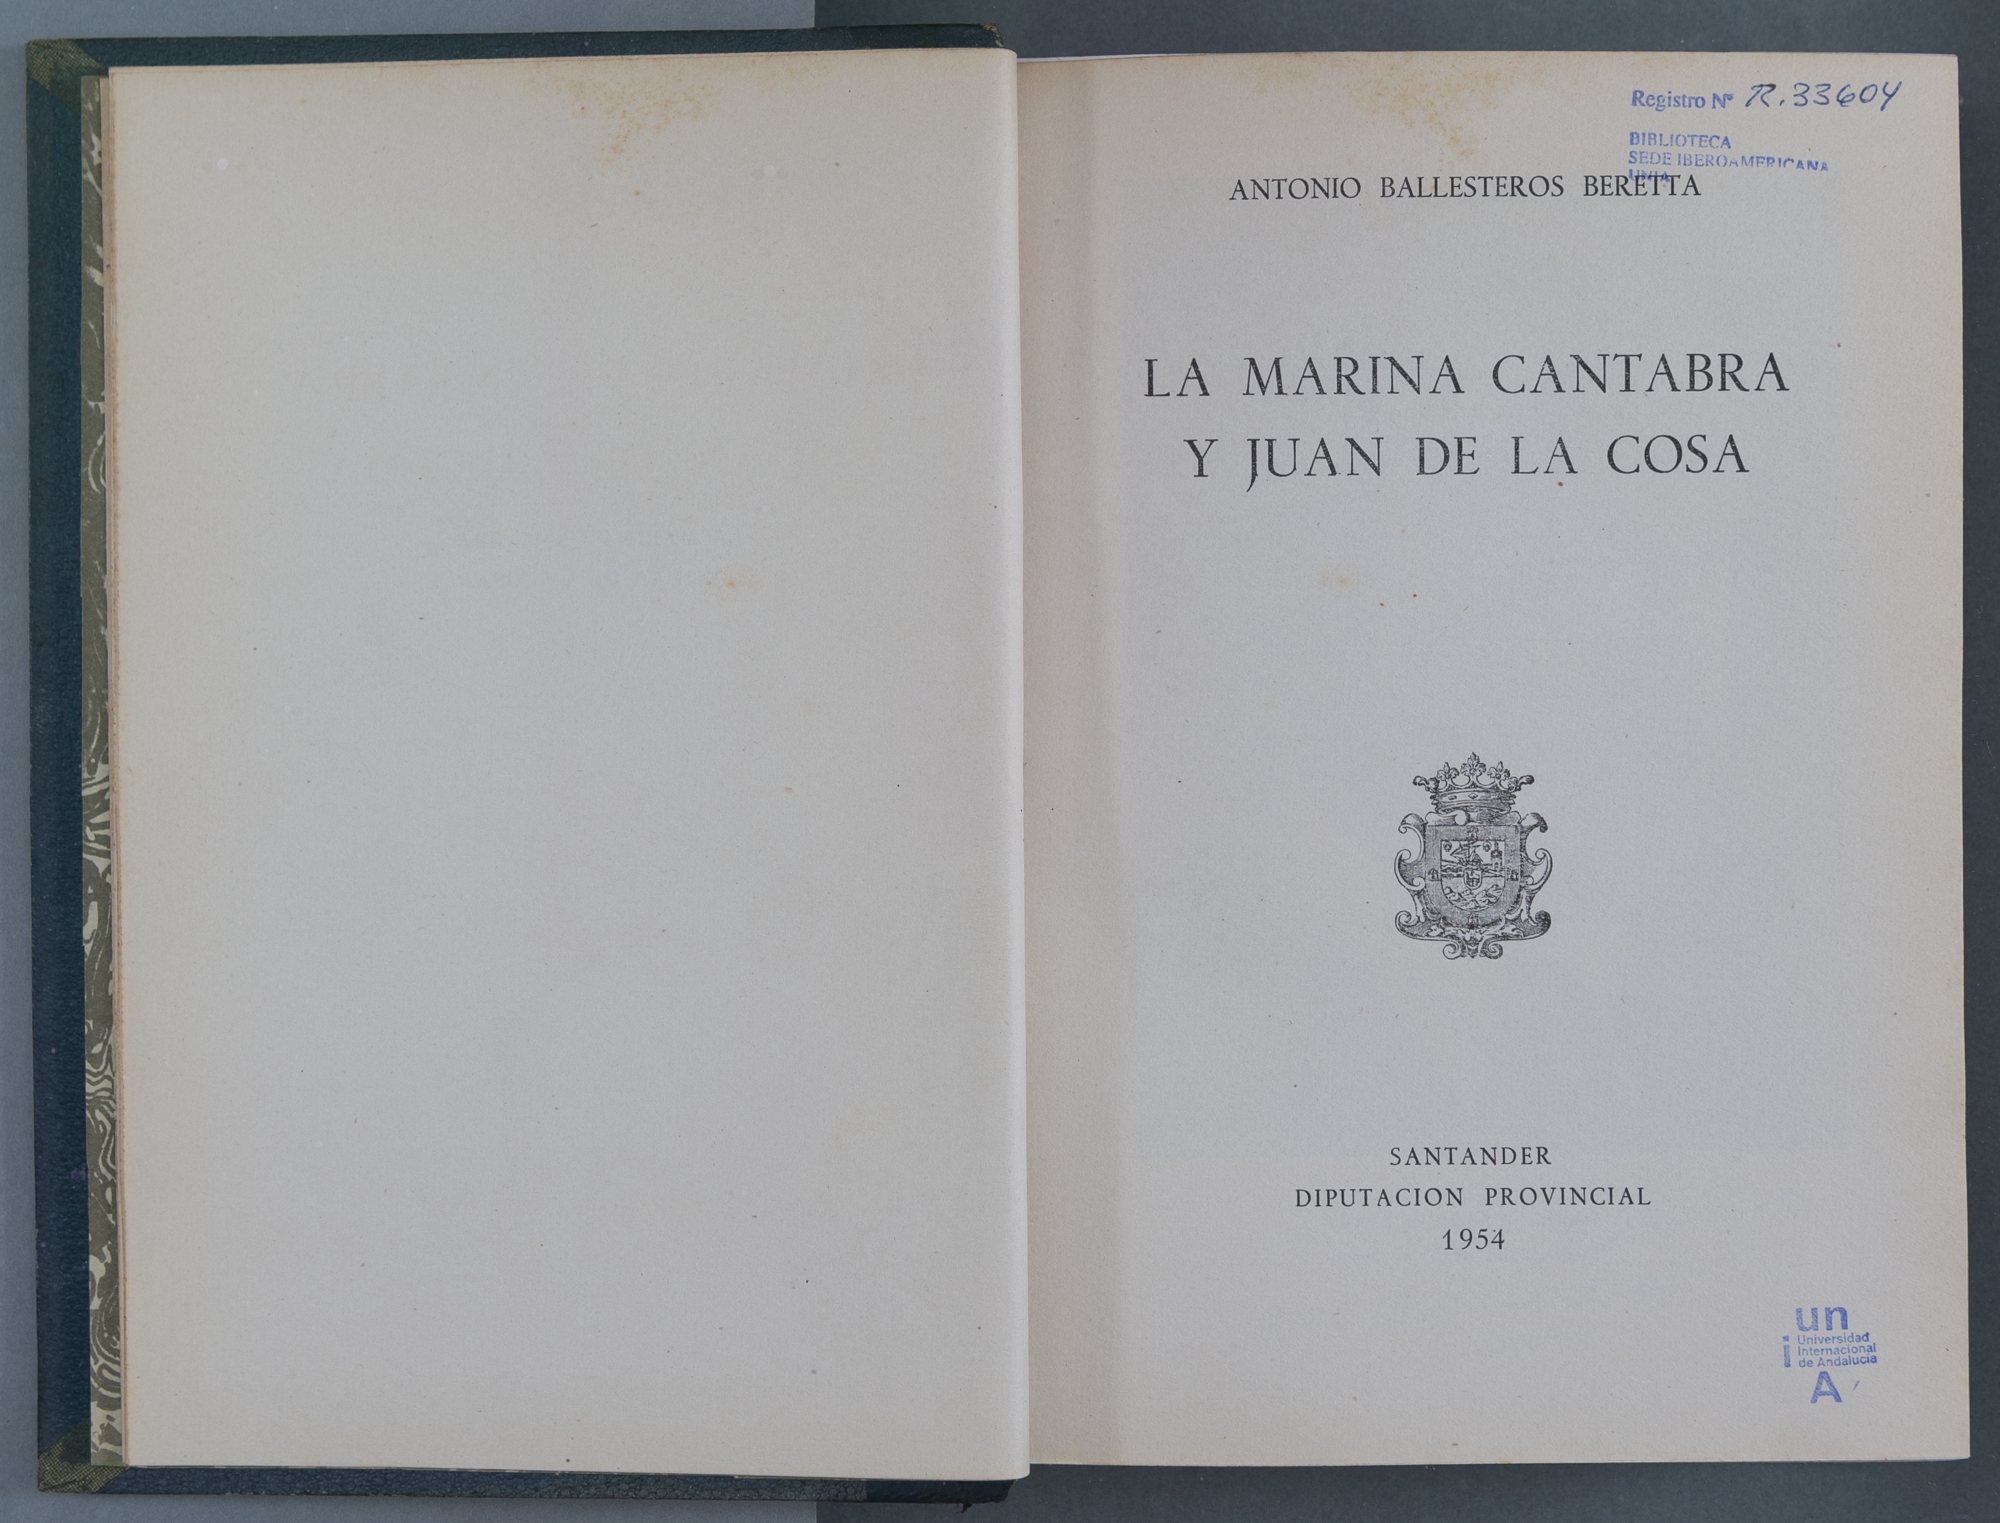 Registro Nº R.33604
BIBLIOTECA
SEDE IBEROAMERICANA
UNIA
ANTONIO BALLESTEROS BERETTA
LA MARINA CANTABRA
Y JUAN DE LA COSA
SANTANDER
DIPUTACION PROVINCIAL
1954
un
i Universidad
Internacional
de Andalucía
A